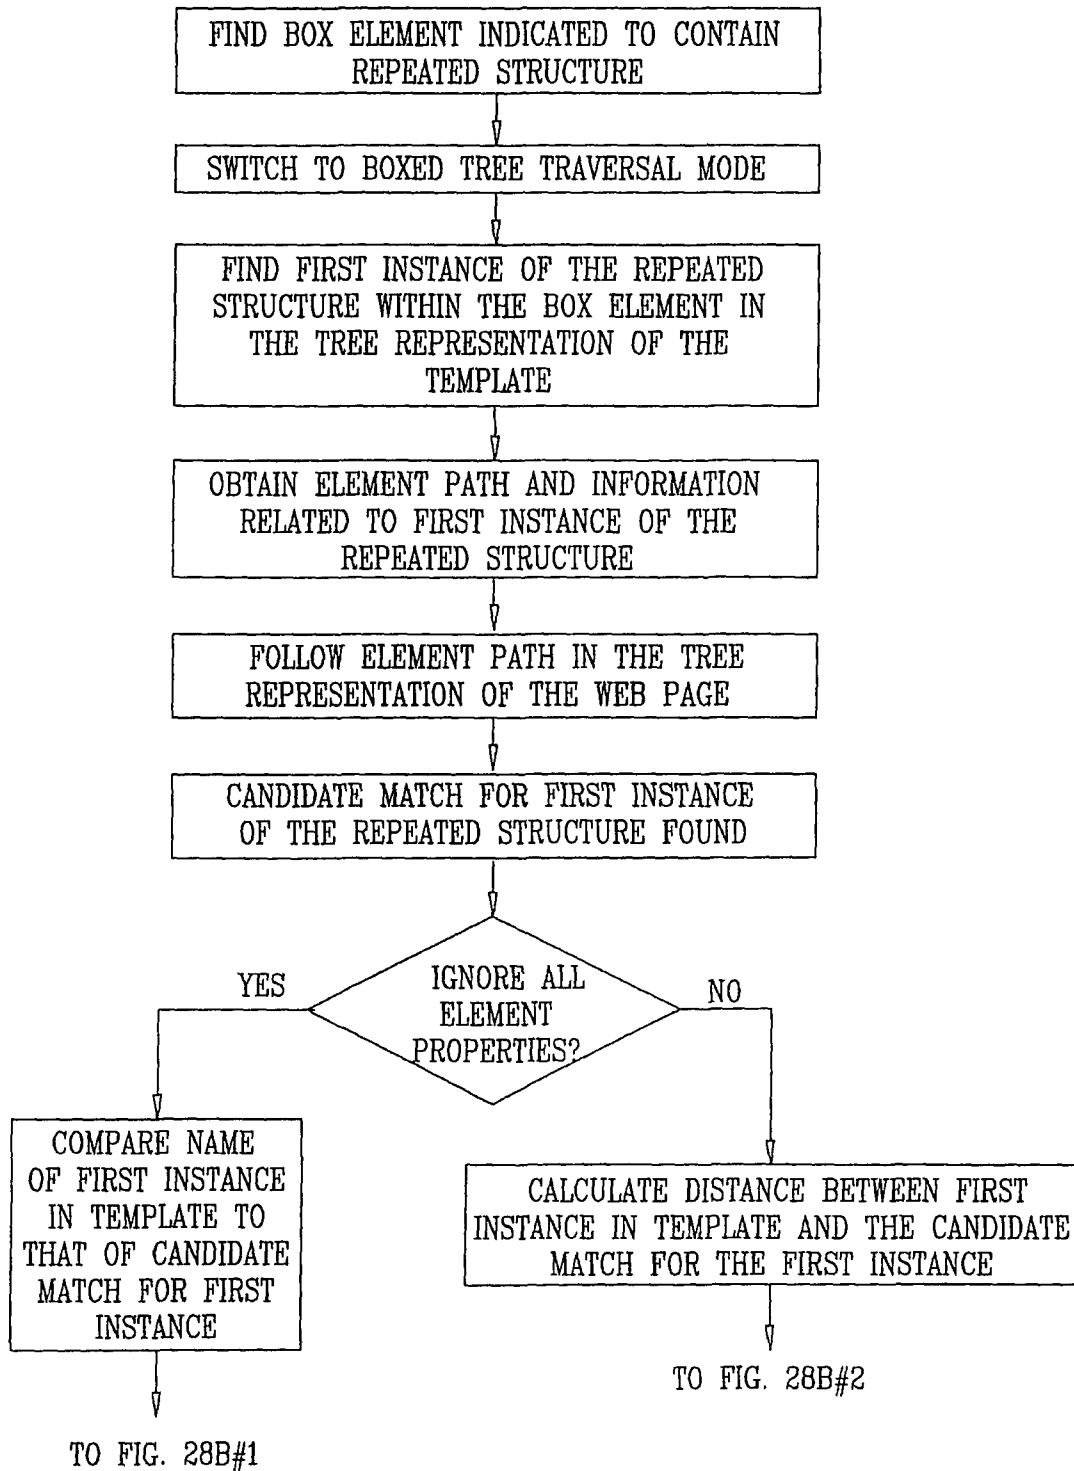 FIND BOX ELEMENT INDICATED TO CONTAIN
REPEATED STRUCTURE
SWITCH TO BOXED TREE TRAVERSAL MODE
FIND FIRST INSTANCE OF THE REPEATED
STRUCTURE WITHIN THE BOX ELEMENT IN
THE TREE REPRESENTATION OF THE
TEMPLATE
OBTAIN ELEMENT PATH AND INFORMATION
RELATED TO FIRST INSTANCE OF THE
REPEATED STRUCTURE
FOLLOW ELEMENT PATH IN THE TREE
REPRESENTATION OF THE WEB PAGE
CANDIDATE MATCH FOR FIRST INSTANCE
OF THE REPEATED STRUCTURE FOUND
IGNORE ALL
ELEMENT
PROPERTIES?
YES
NO
COMPARE NAME
OF FIRST INSTANCE
IN TEMPLATE TO
THAT OF CANDIDATE
MATCH FOR FIRST
INSTANCE
CALCULATE DISTANCE BETWEEN FIRST
INSTANCE IN TEMPLATE AND THE CANDIDATE
MATCH FOR THE FIRST INSTANCE
TO FIG. 28B#2
TO FIG. 28B#1